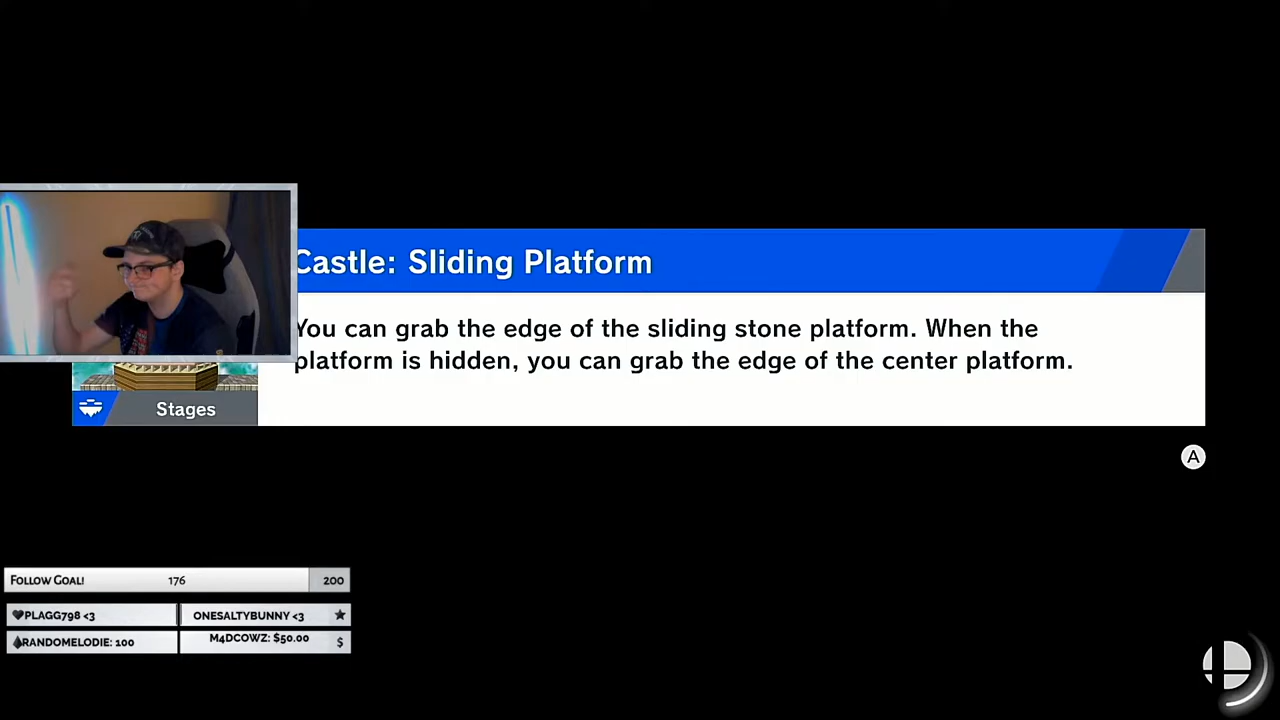 Castle: Sliding Platform
You can grab the edge of the sliding stone platform. When the
platform is hidden, you can grab the edge of the center platform.
Stages
A
FOLLOW GOAL! 176 200
PLAGG798 <3
ONESALTYBUNNY <3
RANDOMELODIE: 100
M4DCOWZ: $50.00 $